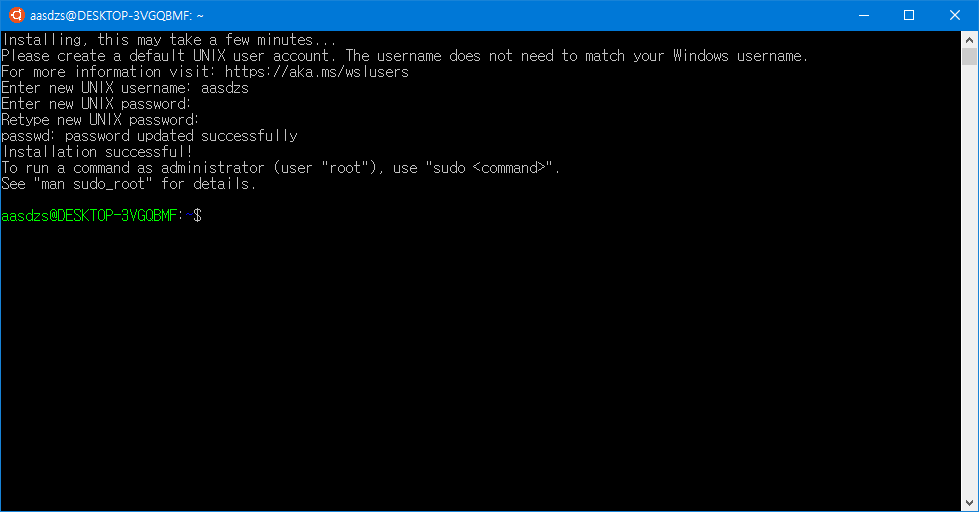 aasdzs@DESKTOP-3VGQBMF: ~
Installing, this may take a few minutes...
Please create a default UNIX user account. The username does not need to match your Windows username.
For more information visit: https://aka.ms/wslusers
Enter new UNIX username: aasdzs
Enter new UNIX password:
Retype new UNIX password:
passwd: password updated successfully
Installation successful!
To run a command as administrator (user "root"), use "sudo <command>".
See "man sudo_root" for details.
aasdzs@DESKTOP-3VGQBMF:~$